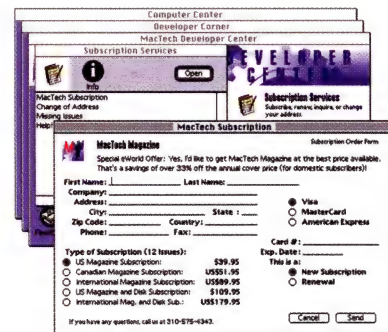 Computer Center
Developer Corner
MacTech Developer Center
Subscription Services
DEVELOPER
CENTER
Info
Open
Subscription Services
Subscribe, renew, inquire, or change
your address.
MacTech Subscription
Change of Address
Missing Issues
Help!
MacTech Subscription
MacTech Magazine
Subscription Order Form
Special eWorld Offer: Yes, I'd like to get MacTech Magazine at the best price available.
That's a savings of over 33% off the annual cover price (for domestic subscribers)!
First Name: Last Name:
Company:
Address: Visa
City: State : MasterCard
Zip Code: Country: American Express
Phone: Fax:
Card #:
Type of Subscription (12 Issues): Exp. Date:
US Magazine Subscription: $39.95 This is a:
Canadian Magazine Subscription: US$51.95 New Subscription
International Magazine Subscription: US$89.95 Renewal
US Magazine and Disk Subscription: $109.95
International Mag. and Disk Sub.: US$179.95
If you have any questions, call us at 310-575-4343.
Cancel Send